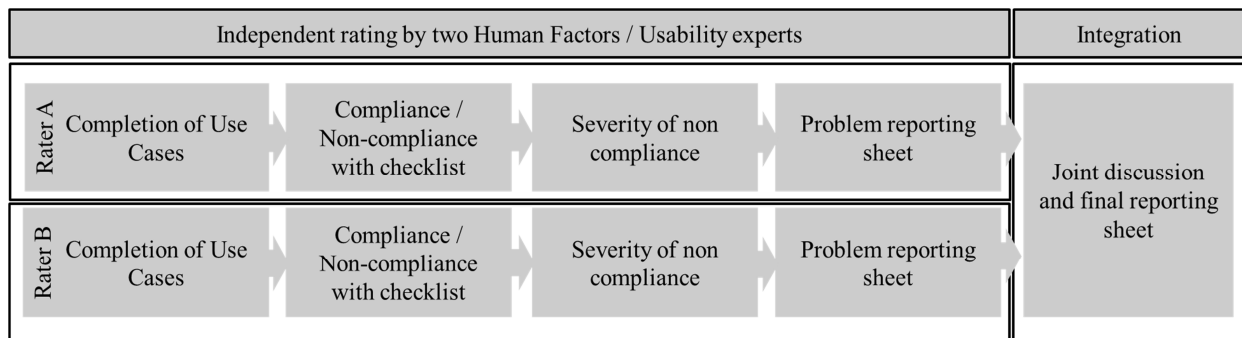 Independent rating by two Human Factors / Usability experts
Integration
Rater A
Completion of Use
Cases
Compliance /
Non-compliance
with checklist
Severity of non
compliance
Problem reporting
sheet
Rater B
Completion of Use
Cases
Compliance /
Non-compliance
with checklist
Severity of non
compliance
Problem reporting
sheet
Joint discussion
and final reporting
sheet